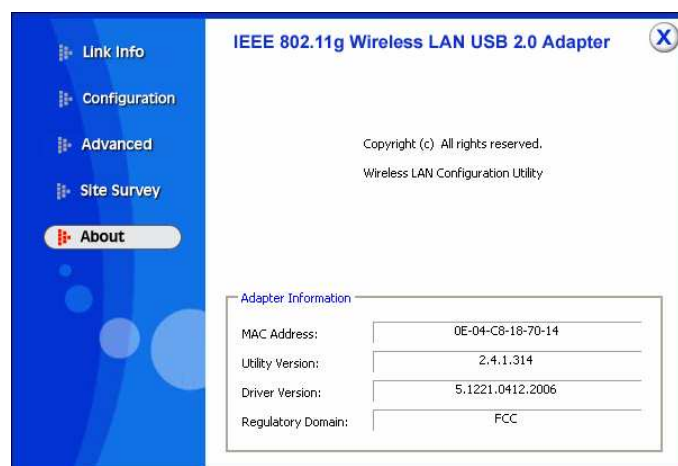 IEEE 802.11g Wireless LAN USB 2.0 Adapter
X
Link Info
Configuration
Advanced
Site Survey
About
Copyright (c) All rights reserved.
Wireless LAN Configuration Utility
Adapter Information
MAC Address: 0E-04-C8-18-70-14
Utility Version: 2.4.1.314
Driver Version: 5.1221.0412.2006
Regulatory Domain: FCC